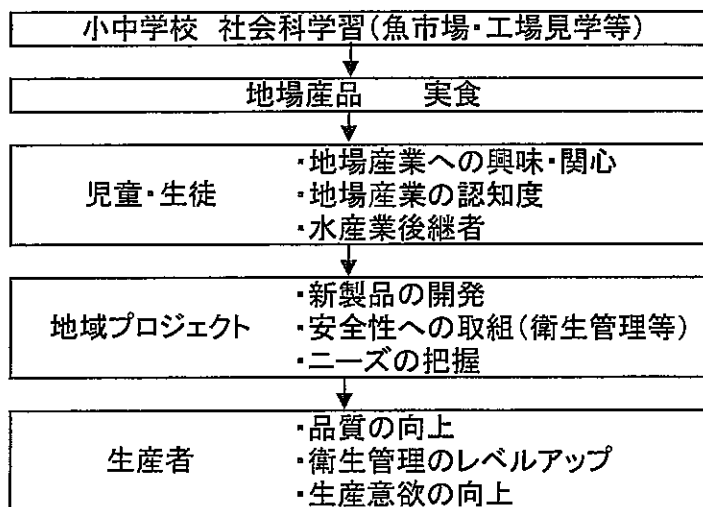 小中学校 社会科学習(魚市場・工場見学等)
地場産品 実食
児童・生徒
・地場産業への興味・関心
・地場産業の認知度
・水産業後継者
地域プロジェクト
・新製品の開発
・安全性への取組(衛生管理等)
・ニーズの把握
生産者
・品質の向上
・衛生管理のレベルアップ
・生産意欲の向上